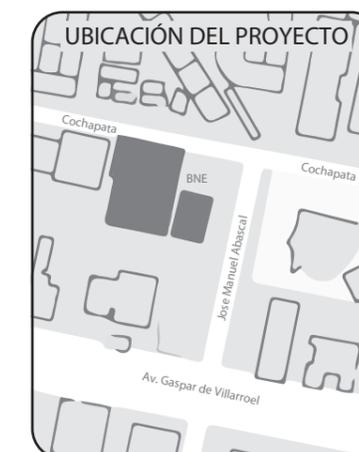 UBICACIÓN DEL PROYECTO
Cochapata
Cochapata
BNE
Jose Manuel Abascal
Av. Gaspar de Villarroel